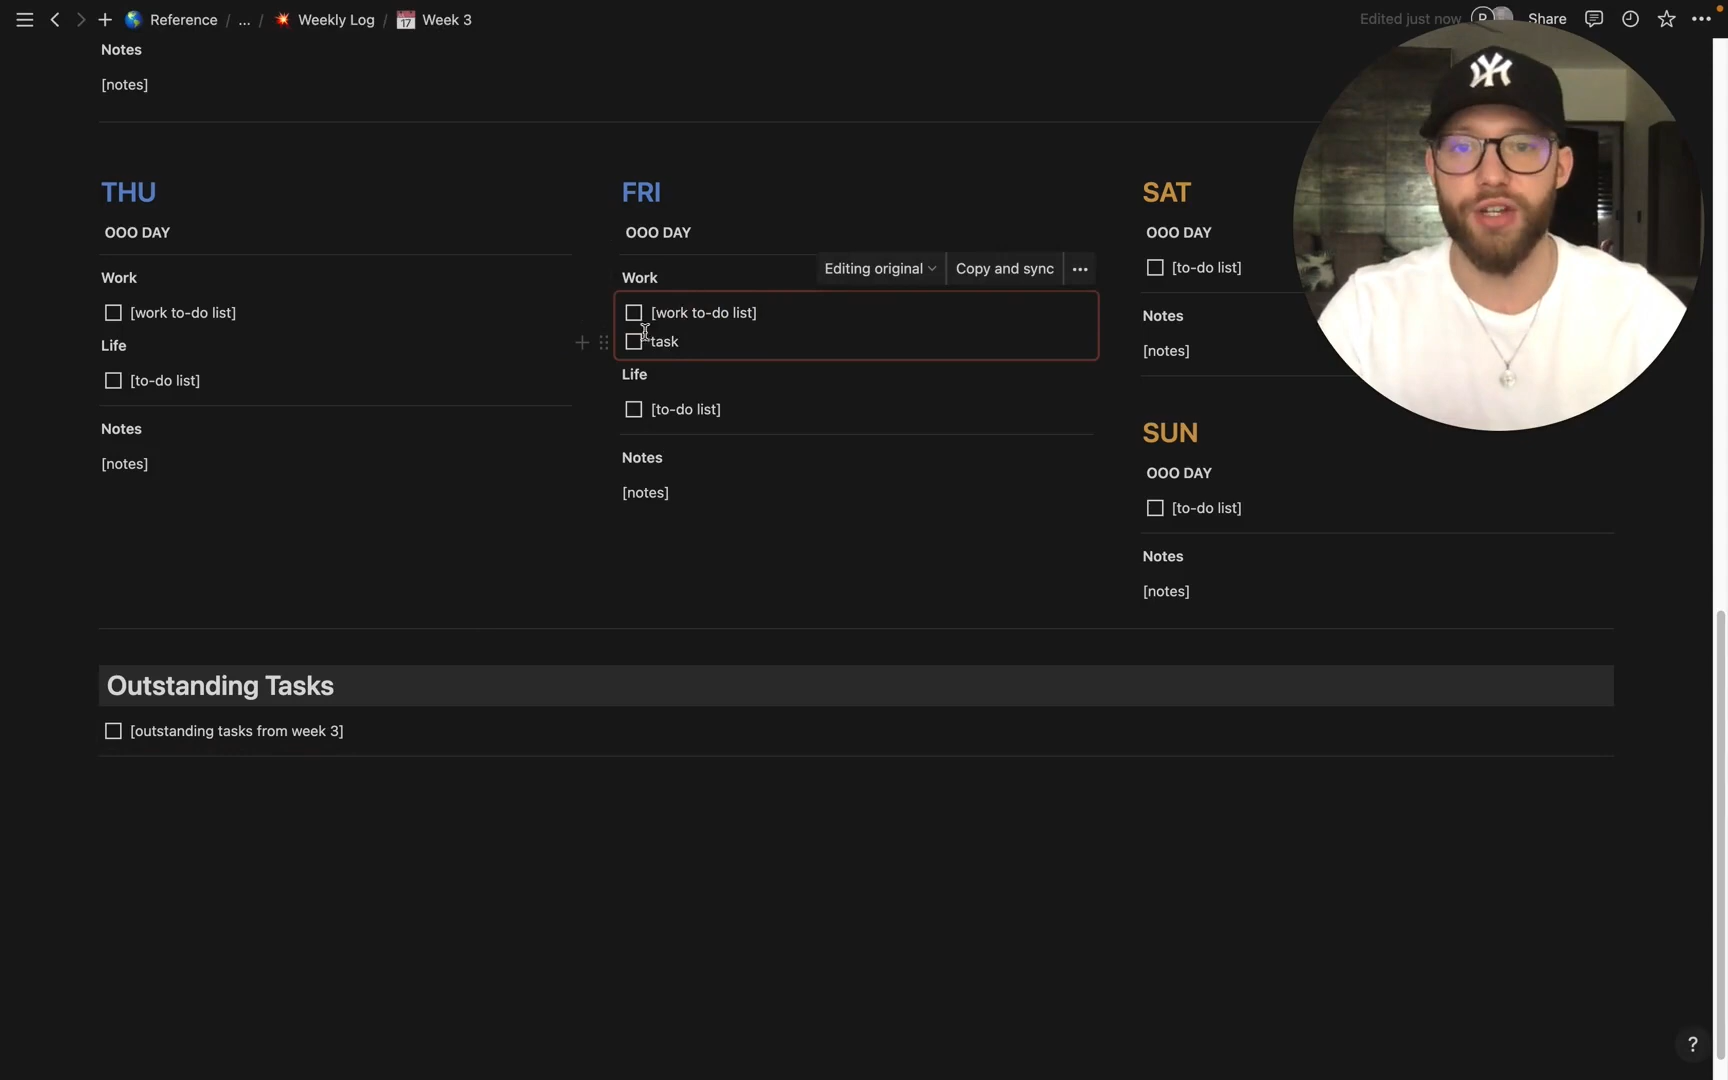 Reference / ... / Weekly Log / Week 3
Edited just now
Share
Notes
[notes]
THU
OOO DAY
Work
[work to-do list]
Life
[to-do list]
Notes
[notes]
FRI
OOO DAY
Work
Editing original
Copy and sync
[work to-do list]
task
Life
[to-do list]
Notes
[notes]
SAT
OOO DAY
[to-do list]
Notes
[notes]
SUN
OOO DAY
[to-do list]
Notes
[notes]
Outstanding Tasks
[outstanding tasks from week 3]
?